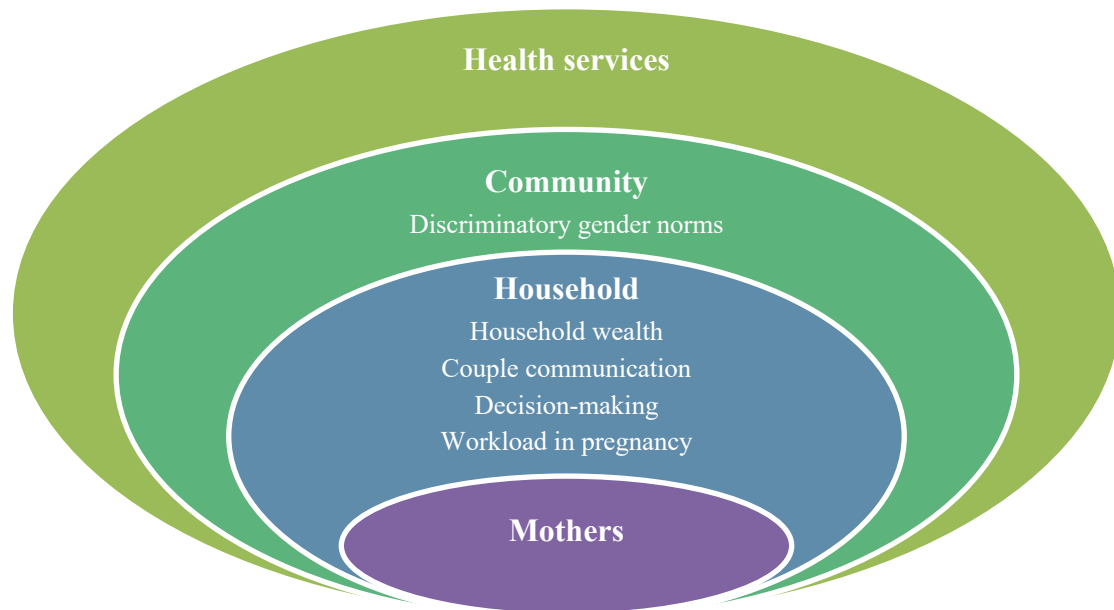 Health services
Community
Discriminatory gender norms
Household
Household wealth
Couple communication
Decision-making
Workload in pregnancy
Mothers